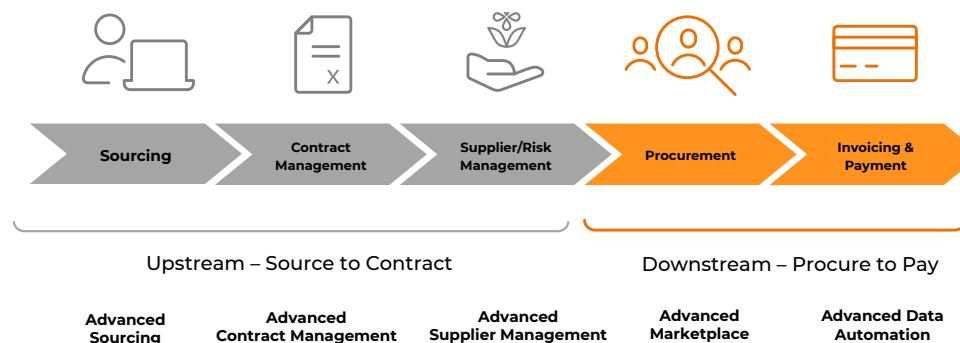 X
Sourcing
Contract
Management
Supplier/Risk
Management
Procurement
Invoicing &
Payment
Upstream – Source to Contract
Downstream – Procure to Pay
Advanced
Sourcing
Advanced
Contract Management
Advanced
Supplier Management
Advanced
Marketplace
Advanced Data
Automation